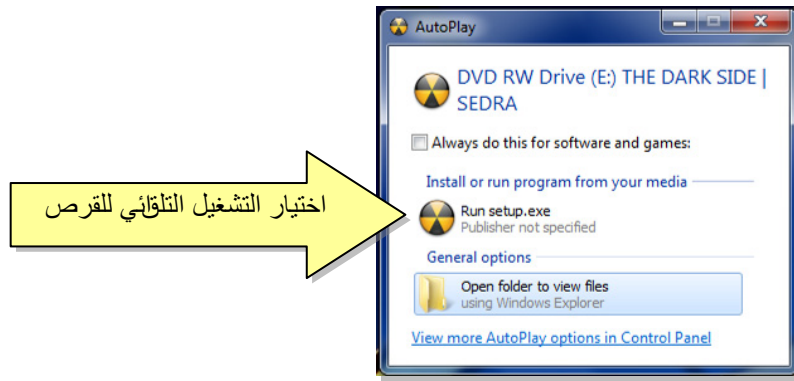 AutoPlay
DVD RW Drive (E:) THE DARK SIDE |
SEDRA
Always do this for software and games:
Install or run program from your media
Run setup.exe
Publisher not specified
General options
Open folder to view files
using Windows Explorer
View more AutoPlay options in Control Panel
اختيار التشغيل التلقائي للقرص